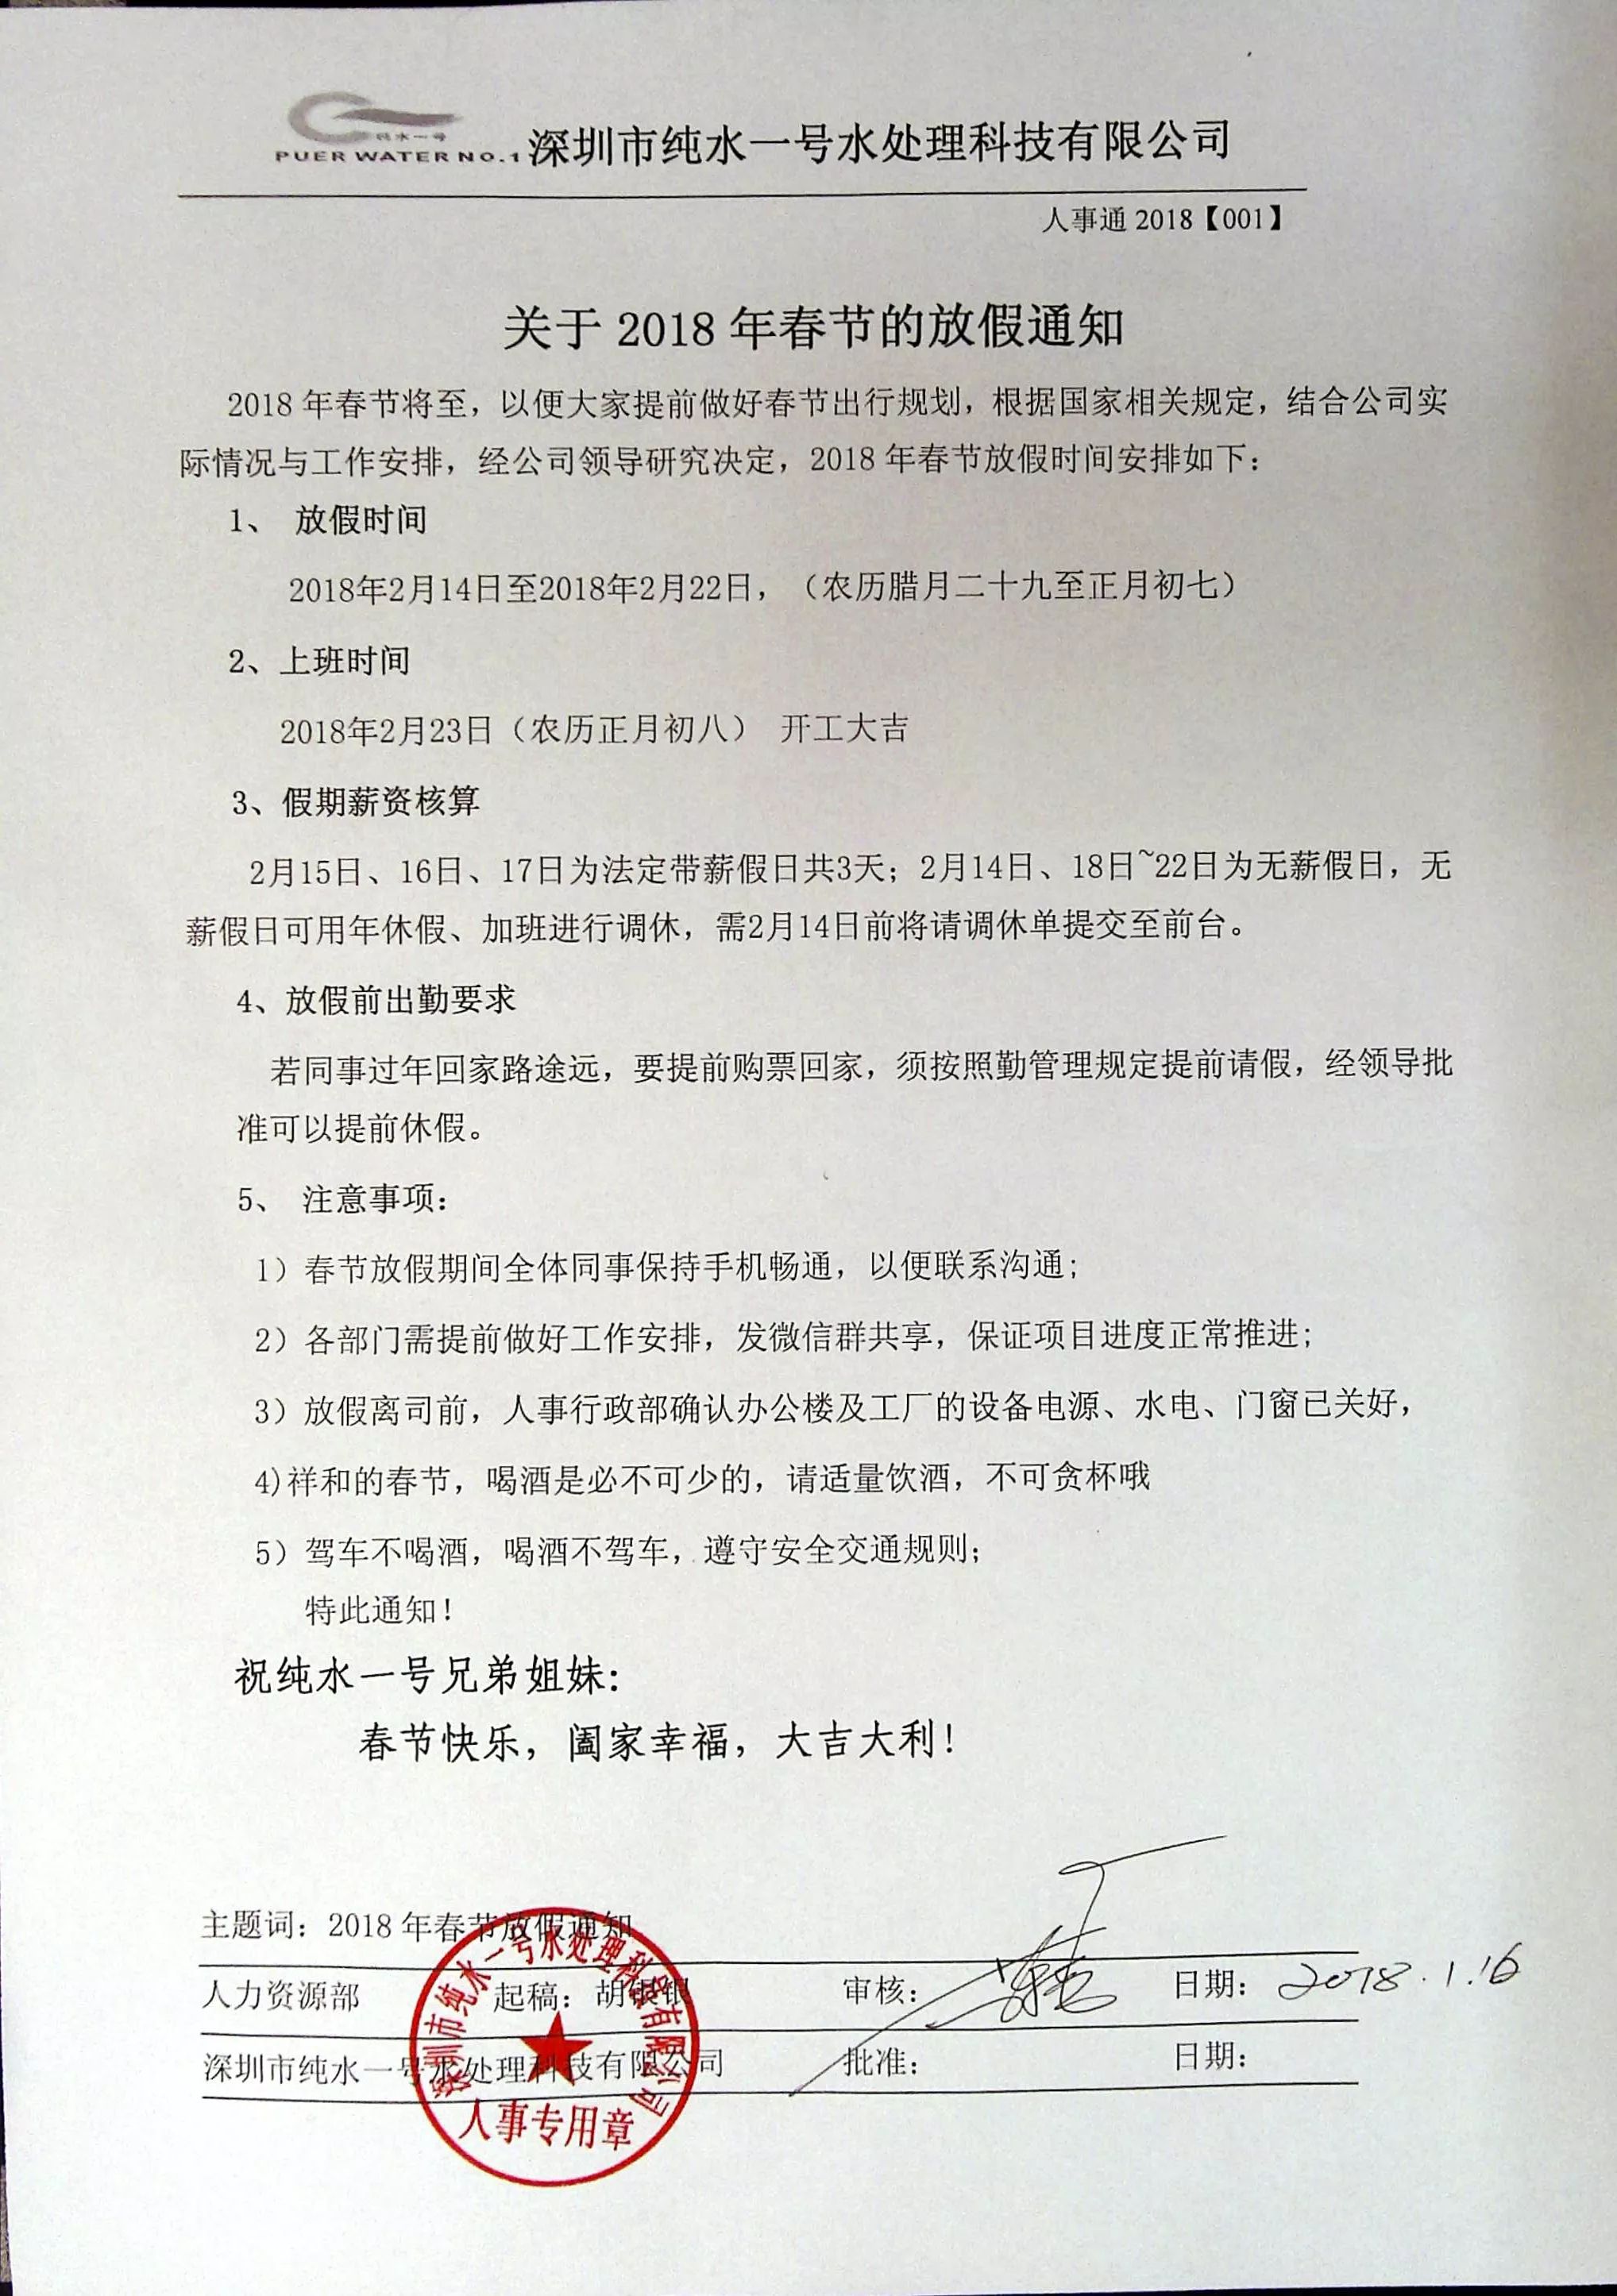 纯水一号
PUER WATER NO.1
深圳市纯水一号水处理科技有限公司
人事通 2018【001】
关于 2018 年春节的放假通知
2018 年春节将至，以便大家提前做好春节出行规划，根据国家相关规定，结合公司实
际情况与工作安排，经公司领导研究决定，2018 年春节放假时间安排如下：
1、 放假时间
2018年2月14日至2018年2月22日，（农历腊月二十九至正月初七）
2、上班时间
2018年2月23日（农历正月初八） 开工大吉
3、假期薪资核算
2月15日、16日、17日为法定带薪假日共3天；2月14日、18日~22日为无薪假日，无
薪假日可用年休假、加班进行调休，需2月14日前将请调休单提交至前台。
4、放假前出勤要求
若同事过年回家路途远，要提前购票回家，须按照勤管理规定提前请假，经领导批
准可以提前休假。
5、 注意事项：
1）春节放假期间全体同事保持手机畅通，以便联系沟通；
2）各部门需提前做好工作安排，发微信群共享，保证项目进度正常推进；
3）放假离司前，人事行政部确认办公楼及工厂的设备电源、水电、门窗已关好，
4)祥和的春节，喝酒是必不可少的，请适量饮酒，不可贪杯哦
5）驾车不喝酒，喝酒不驾车，遵守安全交通规则；
特此通知！
祝纯水一号兄弟姐妹：
春节快乐，阖家幸福，大吉大利！
主题词：2018 年春节放假通知
人力资源部 起稿：胡银银 审核： 日期：2018.1.16
深圳市纯水一号水处理科技有限公司 批准： 日期：
深圳市纯水一号水处理科技有限公司
人事专用章